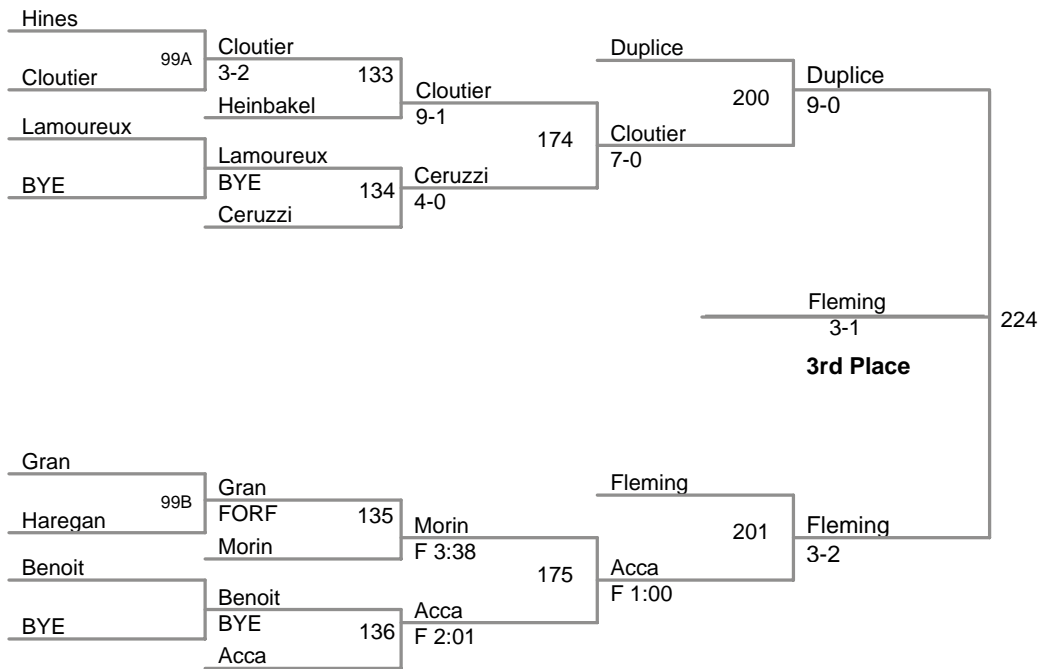 Hines
99A
Cloutier
Cloutier
3-2
133
Heinbakel
Lamoureux
BYE
Lamoureux
BYE
134
Ceruzzi
Cloutier
9-1
174
Ceruzzi
4-0
Duplice
200
Cloutier
7-0
Duplice
9-0
Fleming
3-1
224
3rd Place
Gran
99B
Haregan
Gran
FORF
135
Morin
Benoit
BYE
Benoit
BYE
136
Acca
Morin
F 3:38
175
Acca
F 2:01
Fleming
201
Acca
F 1:00
Fleming
3-2